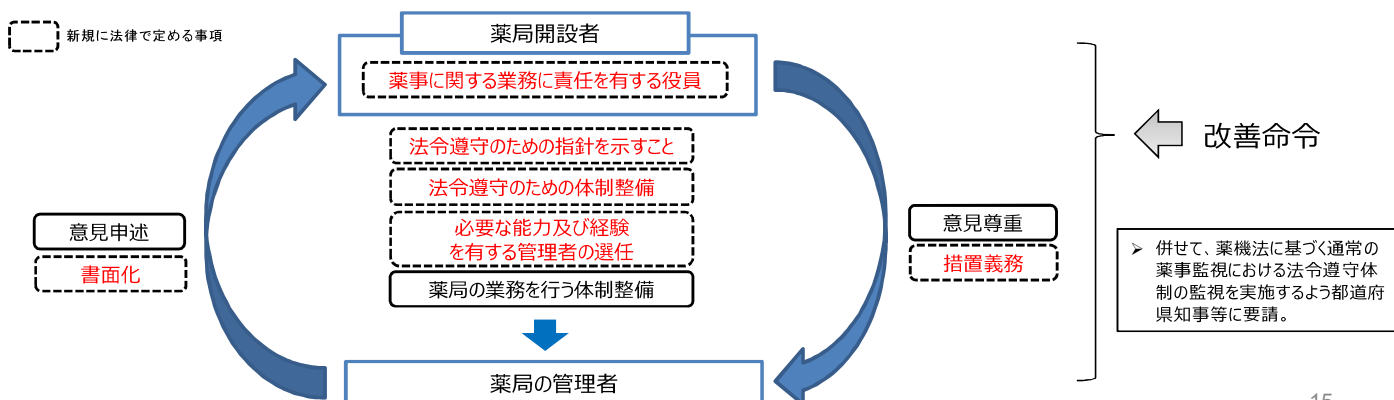 新規に法律で定める事項
薬局開設者
薬事に関する業務に責任を有する役員
法令遵守のための指針を示すこと
法令遵守のための体制整備
必要な能力及び経験
を有する管理者の選任
薬局の業務を行う体制整備
薬局の管理者
意見申述
書面化
意見尊重
措置義務
改善命令
➢ 併せて、薬機法に基づく通常の
薬事監視における法令遵守体
制の監視を実施するよう都道府
県知事等に要請。
15